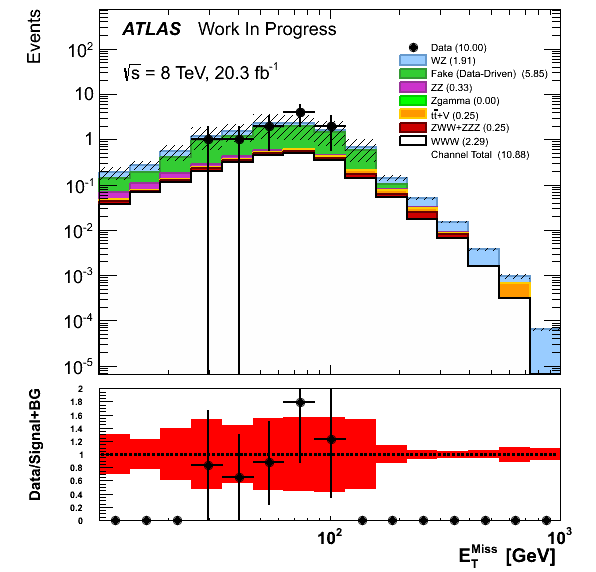 Events
ATLAS Work In Progress
√s = 8 TeV, 20.3 fb⁻¹
Data (10.00)
WZ (1.91)
Fake (Data-Driven) (5.85)
ZZ (0.33)
Zgamma (0.00)
tt̄+V (0.25)
ZWW+ZZZ (0.25)
WWW (2.29)
Channel Total (10.88)
10²
10
1
10⁻¹
10⁻²
10⁻³
10⁻⁴
10⁻⁵
Data/Signal+BG
2
1.8
1.6
1.4
1.2
1
0.8
0.6
0.4
0.2
0
10² 10³
E_T^Miss [GeV]